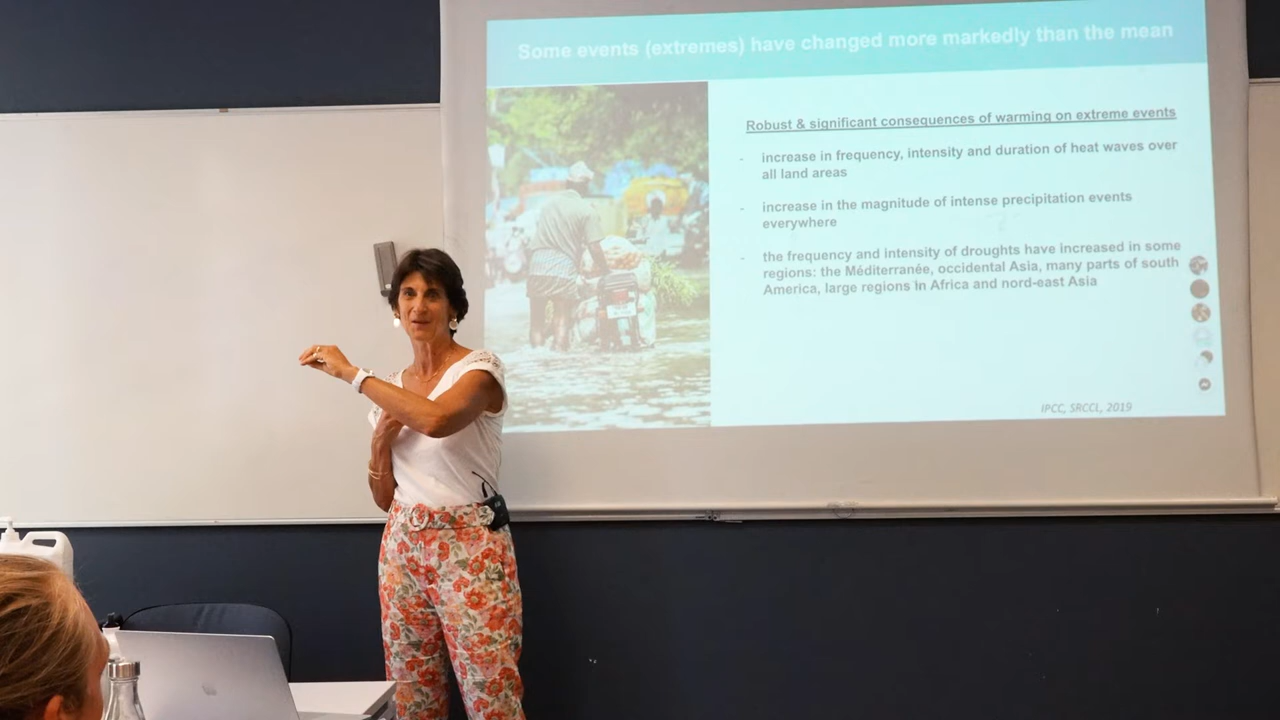 Some events (extremes) have changed more markedly than the mean
Robust & significant consequences of warming on extreme events
- increase in frequency, intensity and duration of heat waves over
all land areas
- increase in the magnitude of intense precipitation events
everywhere
- the frequency and intensity of droughts have increased in some
regions: the Méditerranée, occidental Asia, many parts of south
America, large regions in Africa and nord-east Asia
IPCC, SRCCL, 2019